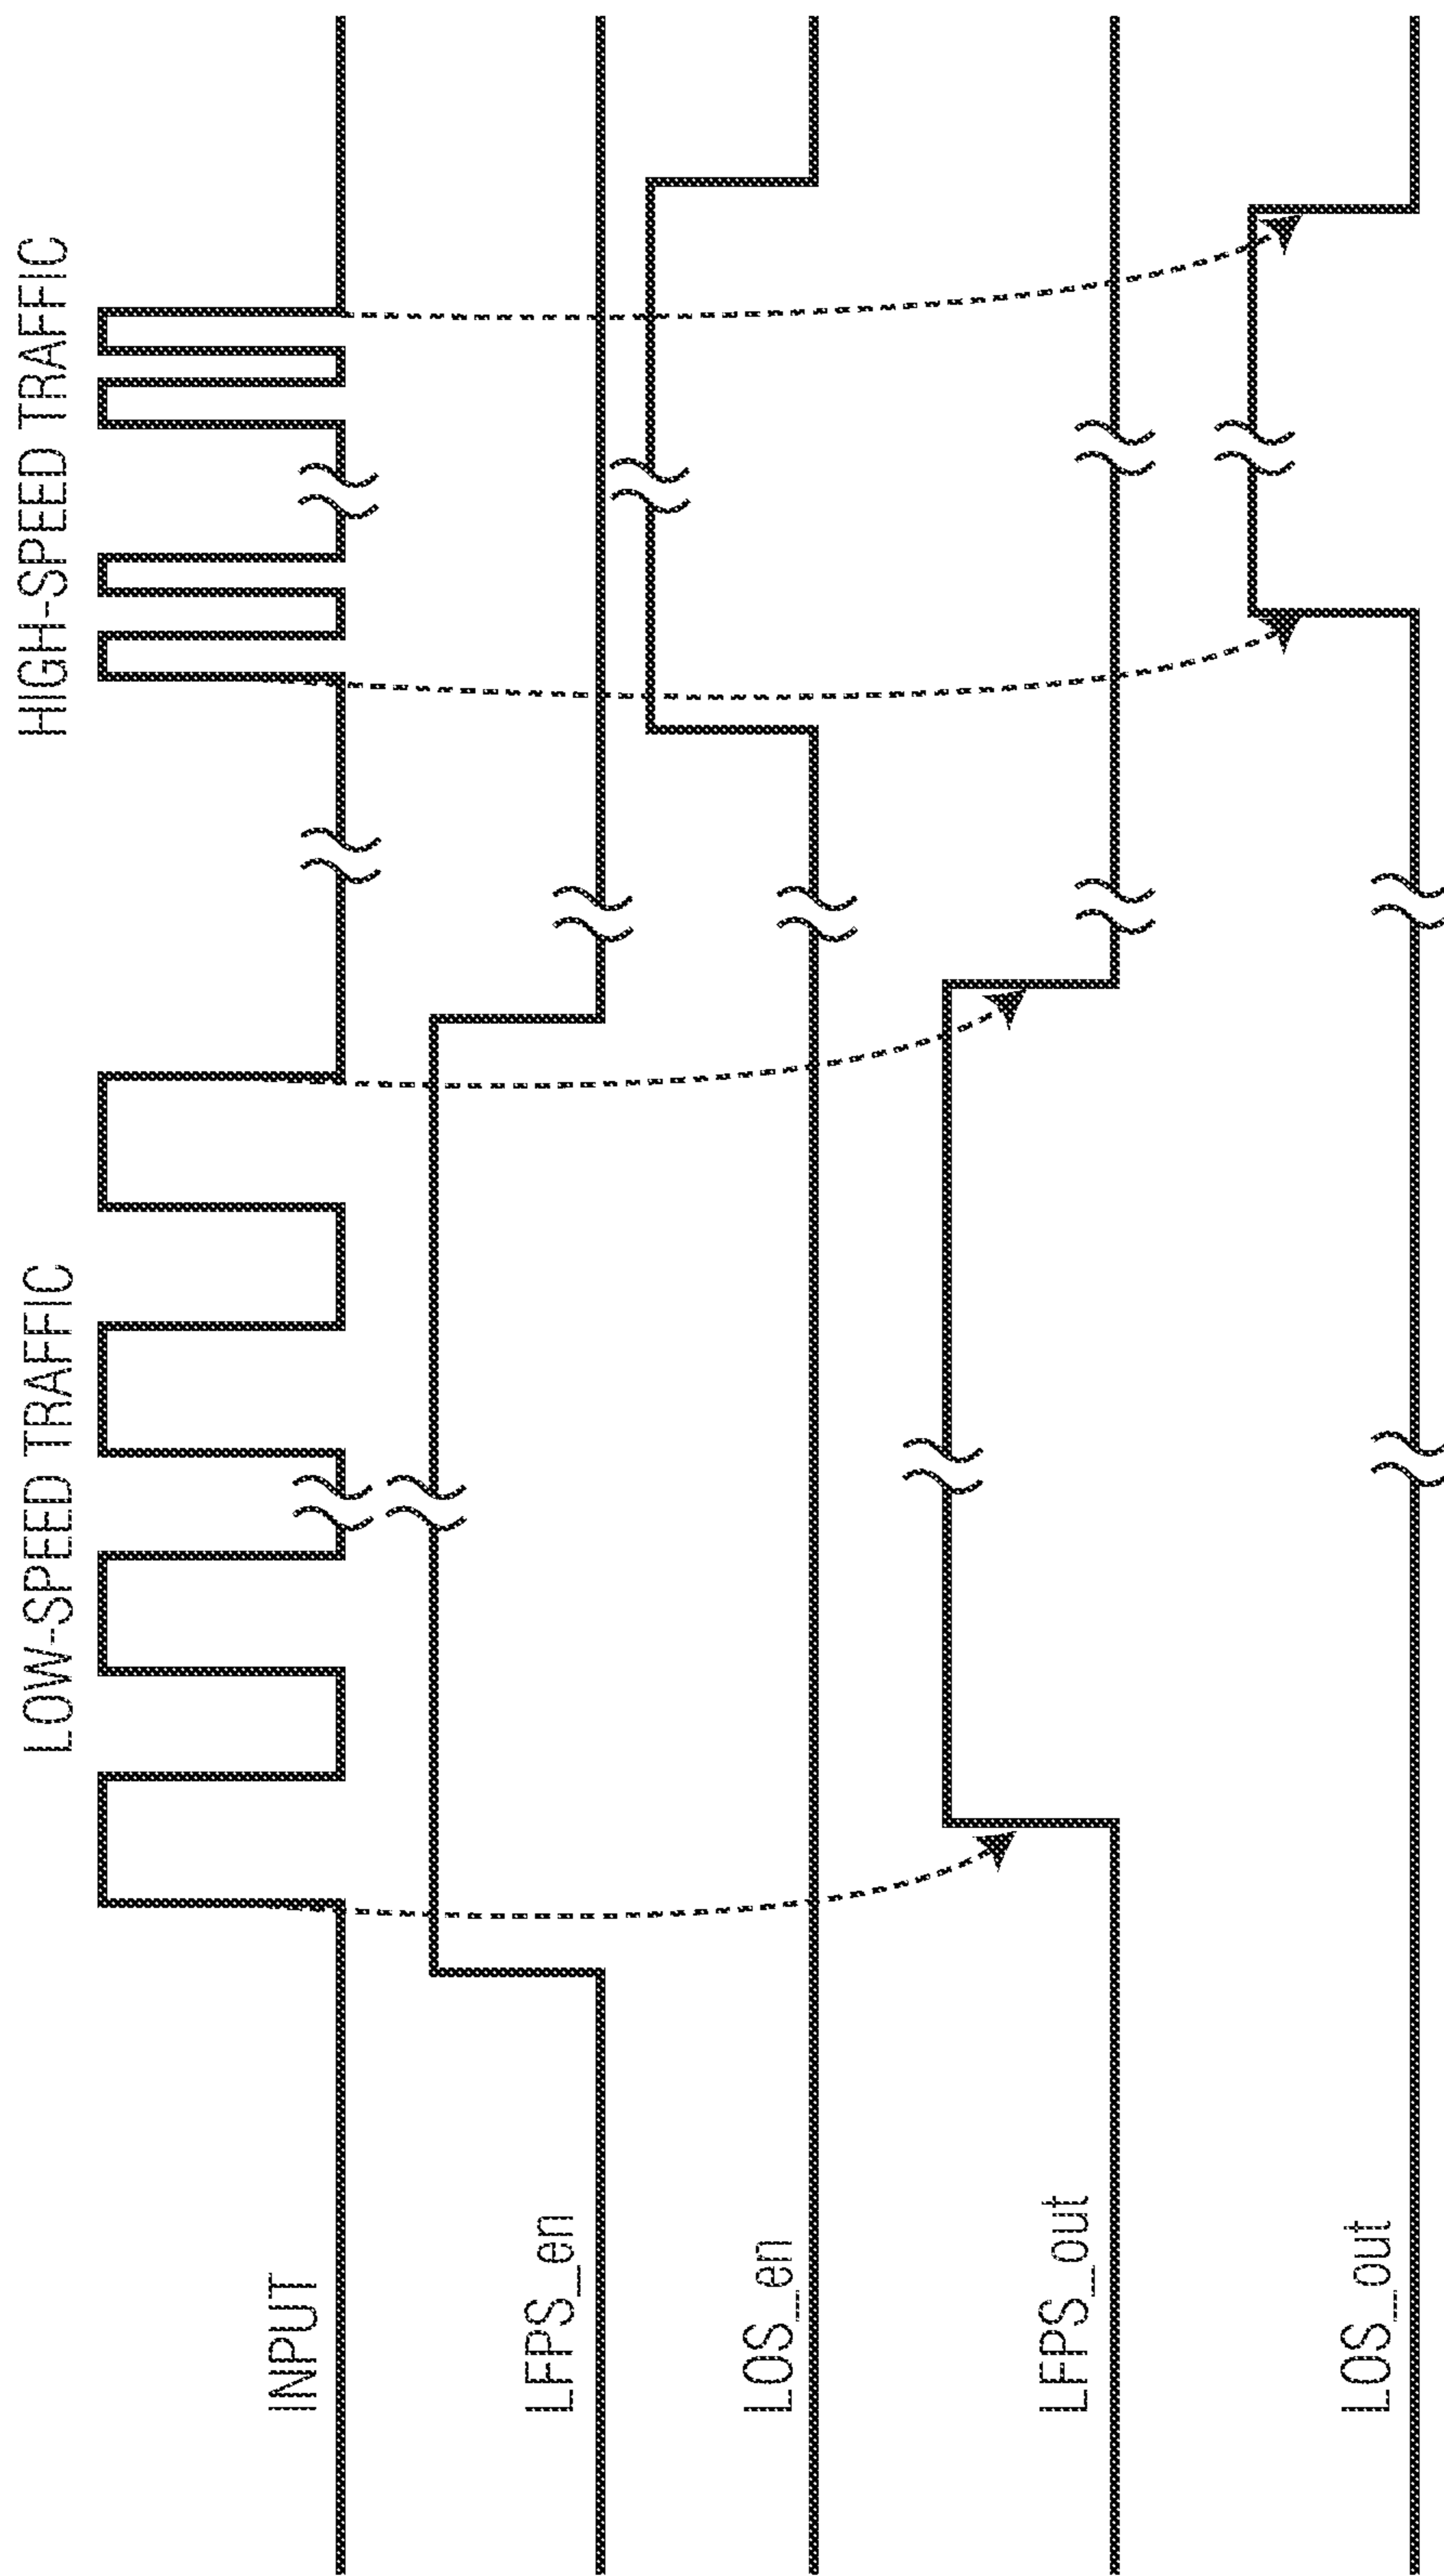 LOW-SPEED TRAFFIC
HIGH-SPEED TRAFFIC
INPUT
LFPS_en
LOS_en
LFPS_out
LOS_out